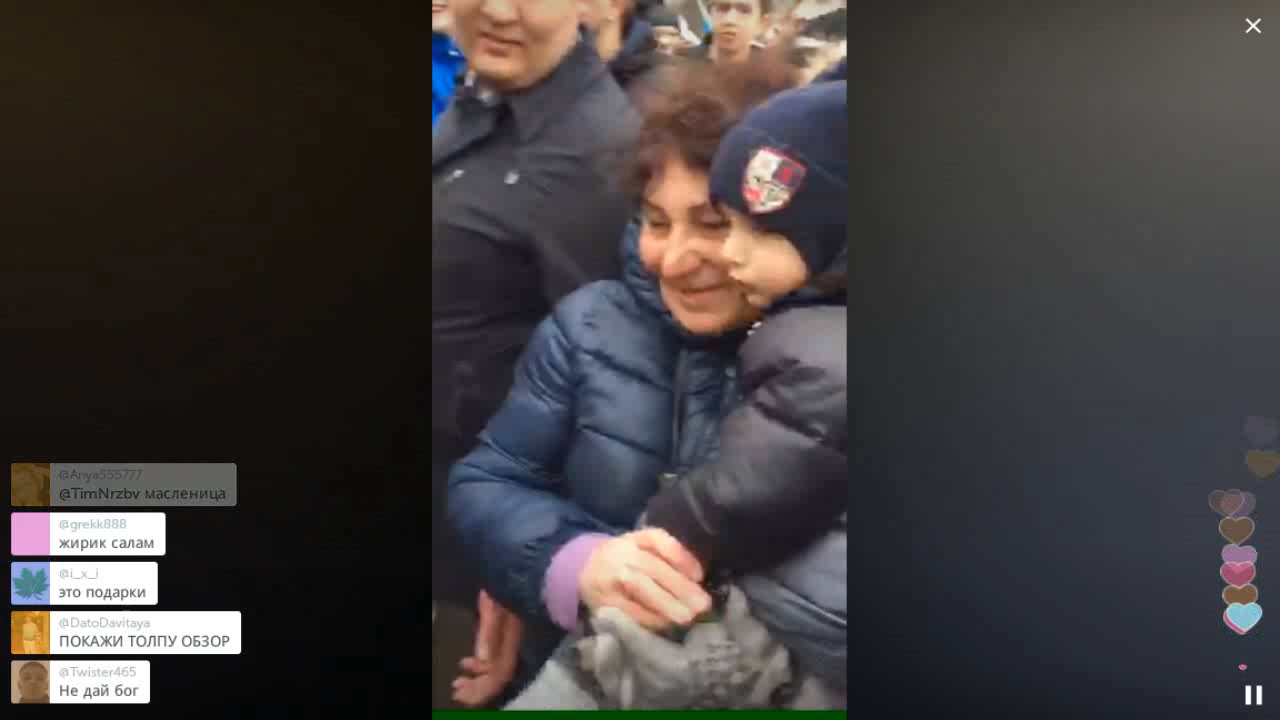 @Anya555777
@TimNrzbv масленица
@grekk888
жирик салам
@i_x_i
это подарки
@DatoDavitaya
ПОКАЖИ ТОЛПУ ОБЗОР
@Twister465
Не дай бог